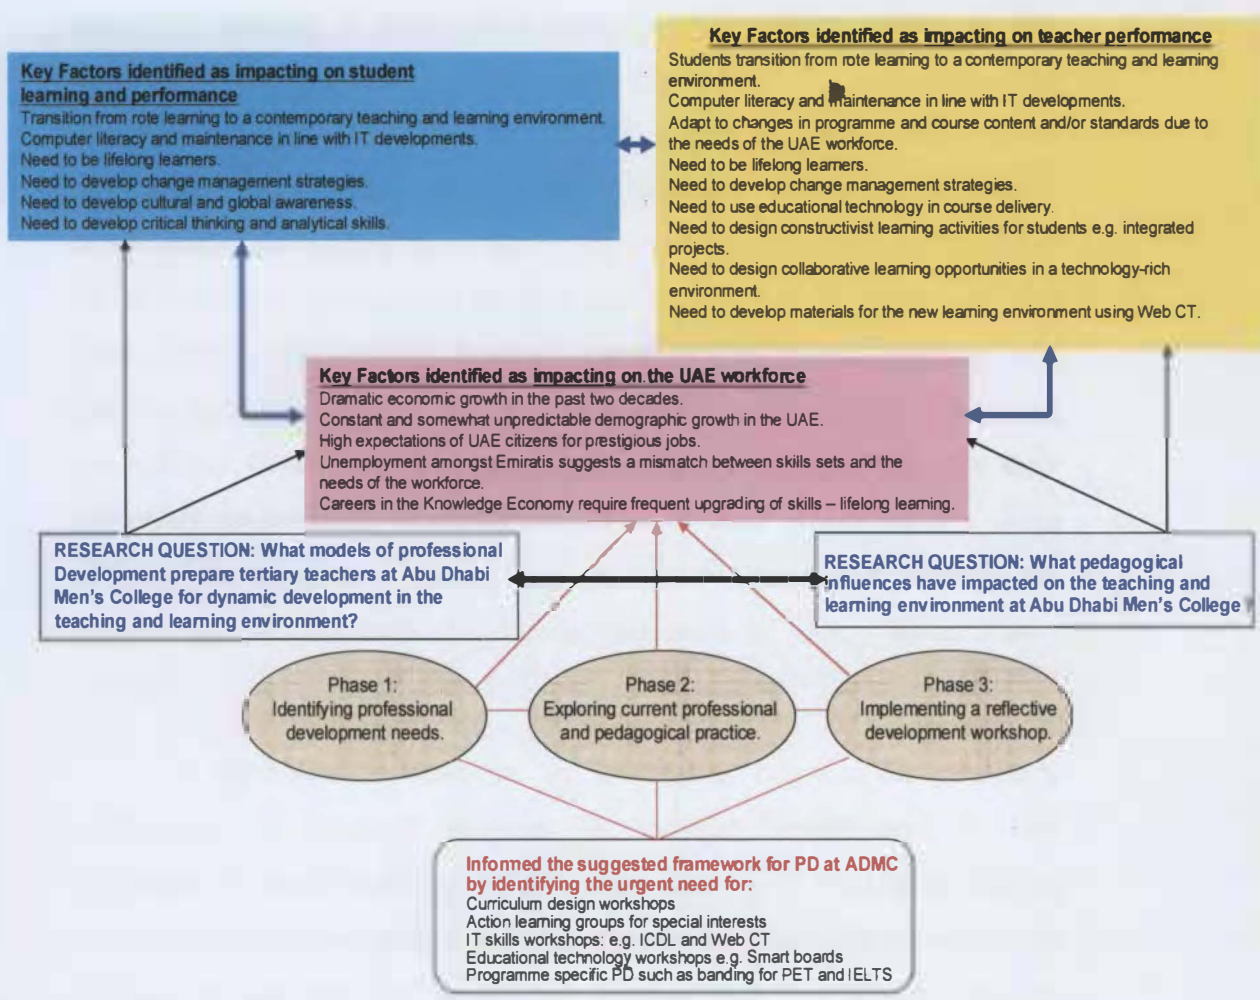 Key Factors identified as impacting on student
learning and performance
Transition from rote learning to a contemporary teaching and learning environment.
Computer literacy and maintenance in line with IT developments.
Need to be lifelong learners.
Need to develop change management strategies.
Need to develop cultural and global awareness.
Need to develop critical thinking and analytical skills.
Key Factors identified as impacting on teacher performance
Students transition from rote learning to a contemporary teaching and learning
environment.
Computer literacy and maintenance in line with IT developments.
Adapt to changes in programme and course content and/or standards due to
the needs of the UAE workforce.
Need to be lifelong learners.
Need to develop change management strategies.
Need to use educational technology in course delivery.
Need to design constructivist learning activities for students e.g. integrated
projects.
Need to design collaborative learning opportunities in a technology-rich
environment.
Need to develop materials for the new learning environment using Web CT.
Key Factors identified as impacting on the UAE workforce
Dramatic economic growth in the past two decades.
Constant and somewhat unpredictable demographic growth in the UAE.
High expectations of UAE citizens for prestigious jobs.
Unemployment amongst Emiratis suggests a mismatch between skills sets and the
needs of the workforce.
Careers in the Knowledge Economy require frequent upgrading of skills – lifelong learning.
RESEARCH QUESTION: What models of professional
Development prepare tertiary teachers at Abu Dhabi
Men's College for dynamic development in the
teaching and learning environment?
RESEARCH QUESTION: What pedagogical
influences have impacted on the teaching and
learning environment at Abu Dhabi Men's College ?
Phase 1:
Identifying professional
development needs.
Phase 2:
Exploring current professional
and pedagogical practice.
Phase 3:
Implementing a reflective
development workshop.
Informed the suggested framework for PD at ADMC
by identifying the urgent need for:
Curriculum design workshops
Action learning groups for special interests
IT skills workshops: e.g. ICDL and Web CT
Educational technology workshops e.g. Smart boards
Programme specific PD such as banding for PET and IELTS